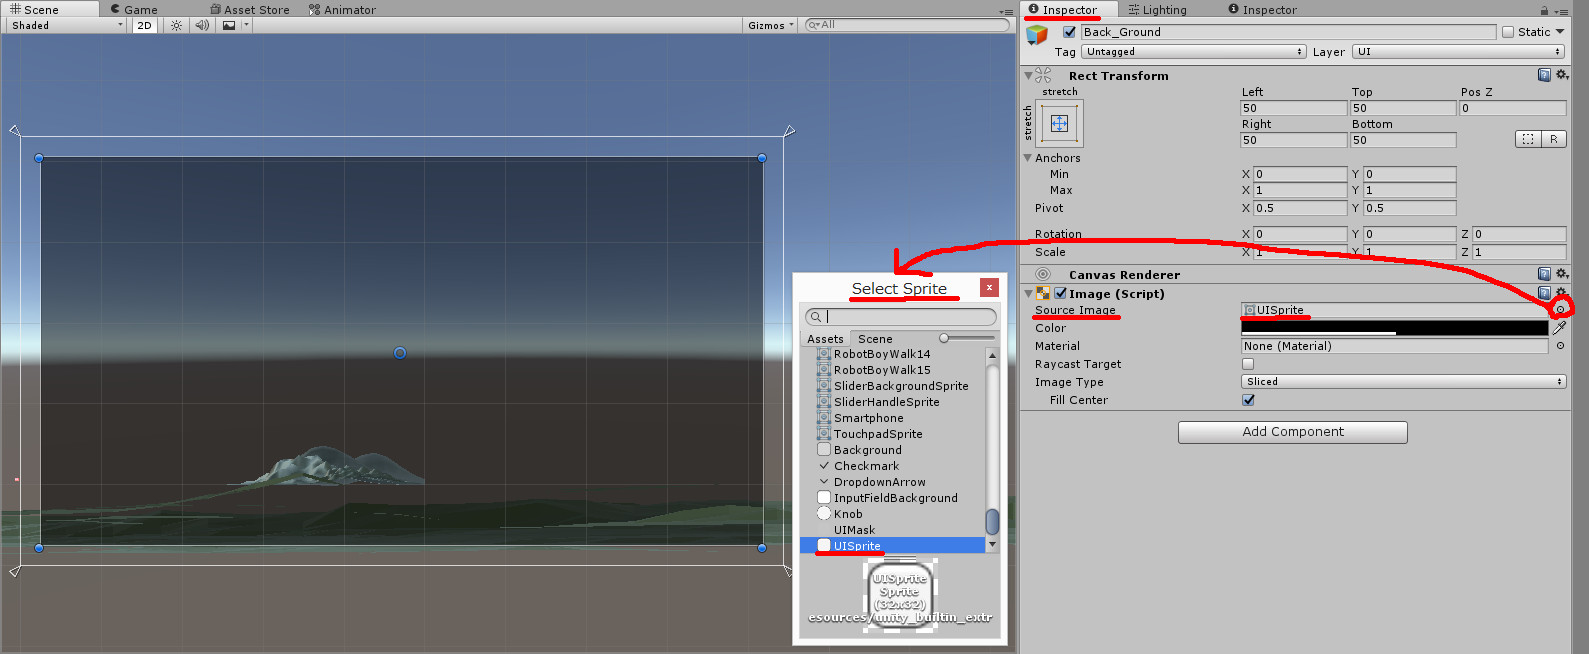 Scene
Game
Asset Store
Animator
Shaded
2D
Gizmos
All
Inspector
Lighting
Inspector
Back_Ground
Static
Tag
Untagged
Layer
UI
Rect Transform
stretch
stretch
Left
Top
Pos Z
50
50
0
Right
Bottom
50
50
R
Anchors
Min
X 0
Y 0
Max
X 1
Y 1
Pivot
X 0.5
Y 0.5
Rotation
X 0
Y 0
Z 0
Scale
X 1
Y 1
Z 1
Canvas Renderer
Image (Script)
Source Image
UISprite
Color
Material
None (Material)
Raycast Target
Image Type
Sliced
Fill Center
Add Component
Select Sprite
x
Assets
Scene
RobotBoyWalk14
RobotBoyWalk15
SliderBackgroundSprite
SliderHandleSprite
Smartphone
TouchpadSprite
Background
Checkmark
DropdownArrow
InputFieldBackground
Knob
UIMask
UISprite
UISprite
Sprite
(32x32)
esources/unity_builtin_extr